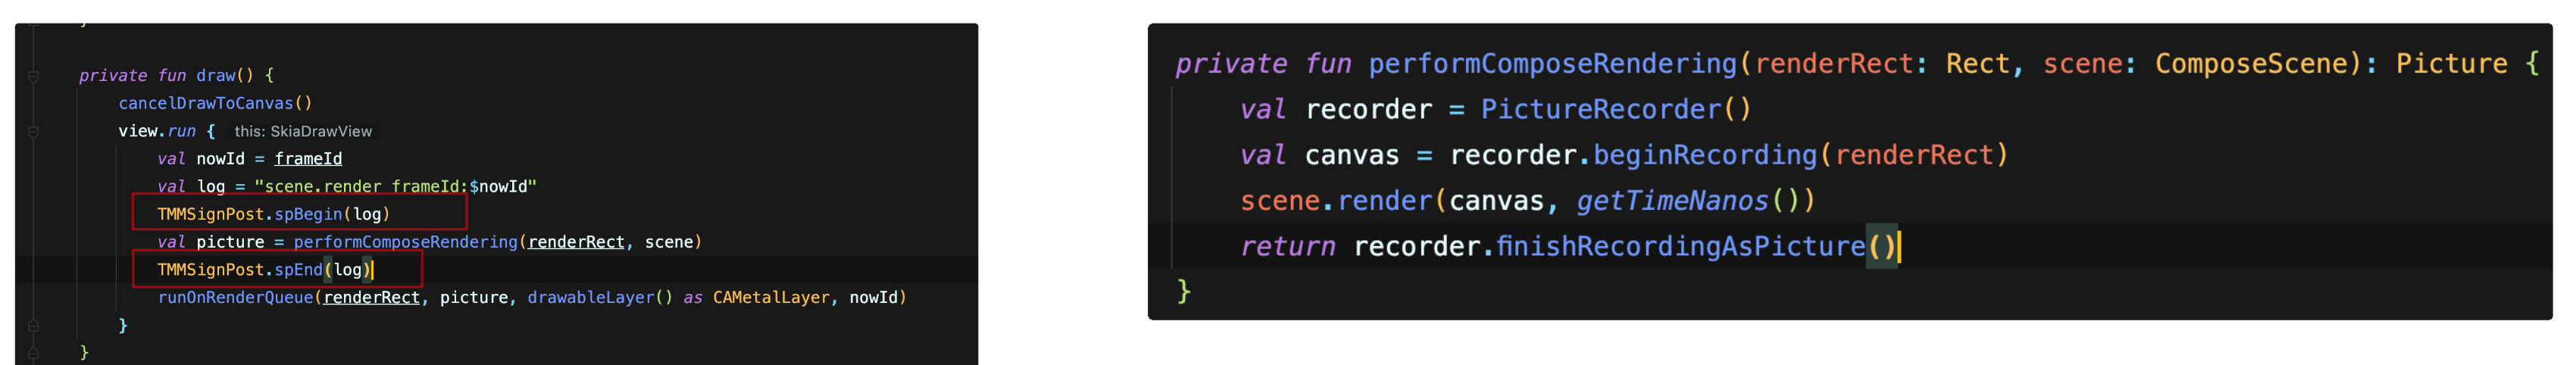 private fun draw() {
cancelDrawToCanvas()
view.run { this: SkiaDrawView
val nowId = frameId
val log = "scene.render frameId:$nowId"
TMMSignPost.spBegin(log)
val picture = performComposeRendering(renderRect, scene)
TMMSignPost.spEnd(log)
runOnRenderQueue(renderRect, picture, drawableLayer() as CAMetalLayer, nowId)
}
}
private fun performComposeRendering(renderRect: Rect, scene: ComposeScene): Picture {
val recorder = PictureRecorder()
val canvas = recorder.beginRecording(renderRect)
scene.render(canvas, getTimeNanos())
return recorder.finishRecordingAsPicture()
}